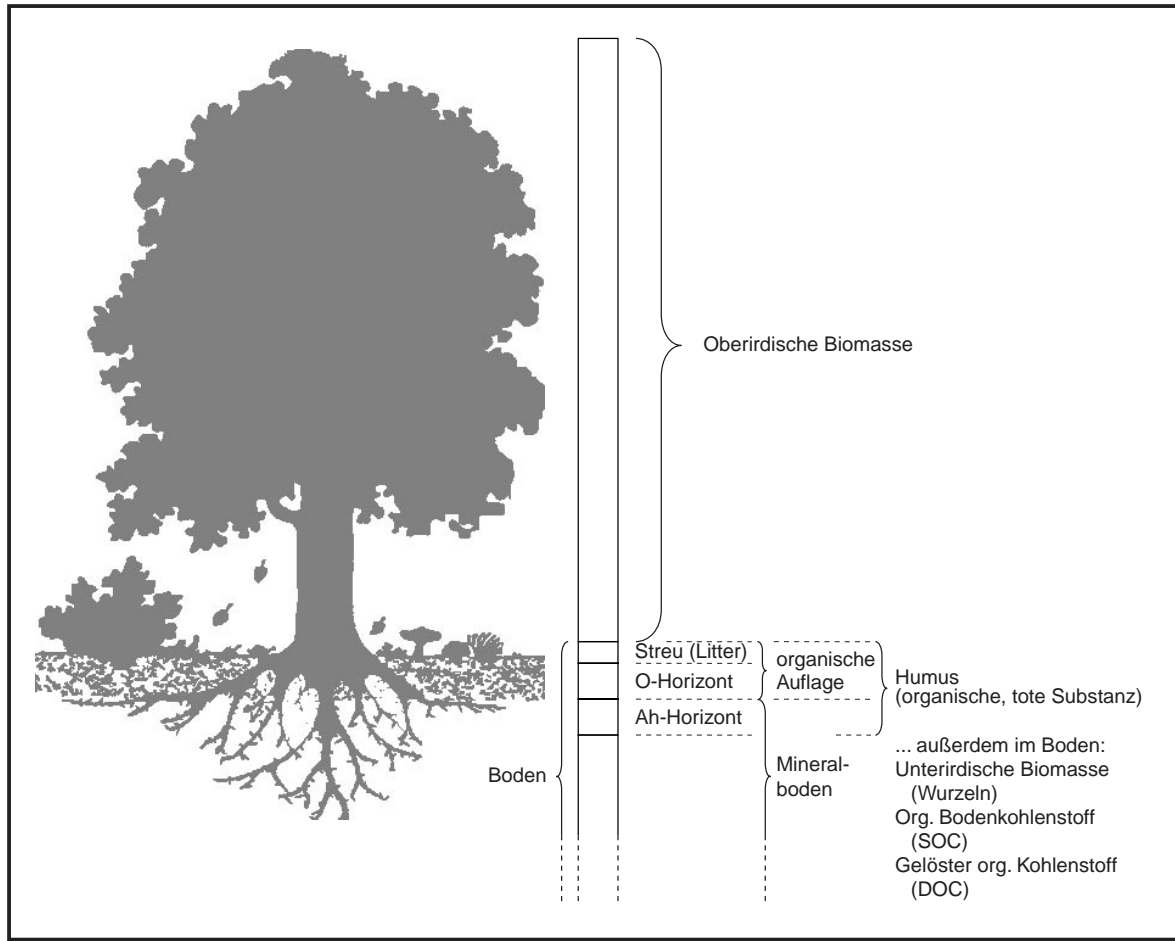 Oberirdische Biomasse
Streu (Litter)
O-Horizont
Ah-Horizont
organische
Auflage
Humus
(organische, tote Substanz)
Boden
Mineral-
boden
... außerdem im Boden:
Unterirdische Biomasse
(Wurzeln)
Org. Bodenkohlenstoff
(SOC)
Gelöster org. Kohlenstoff
(DOC)